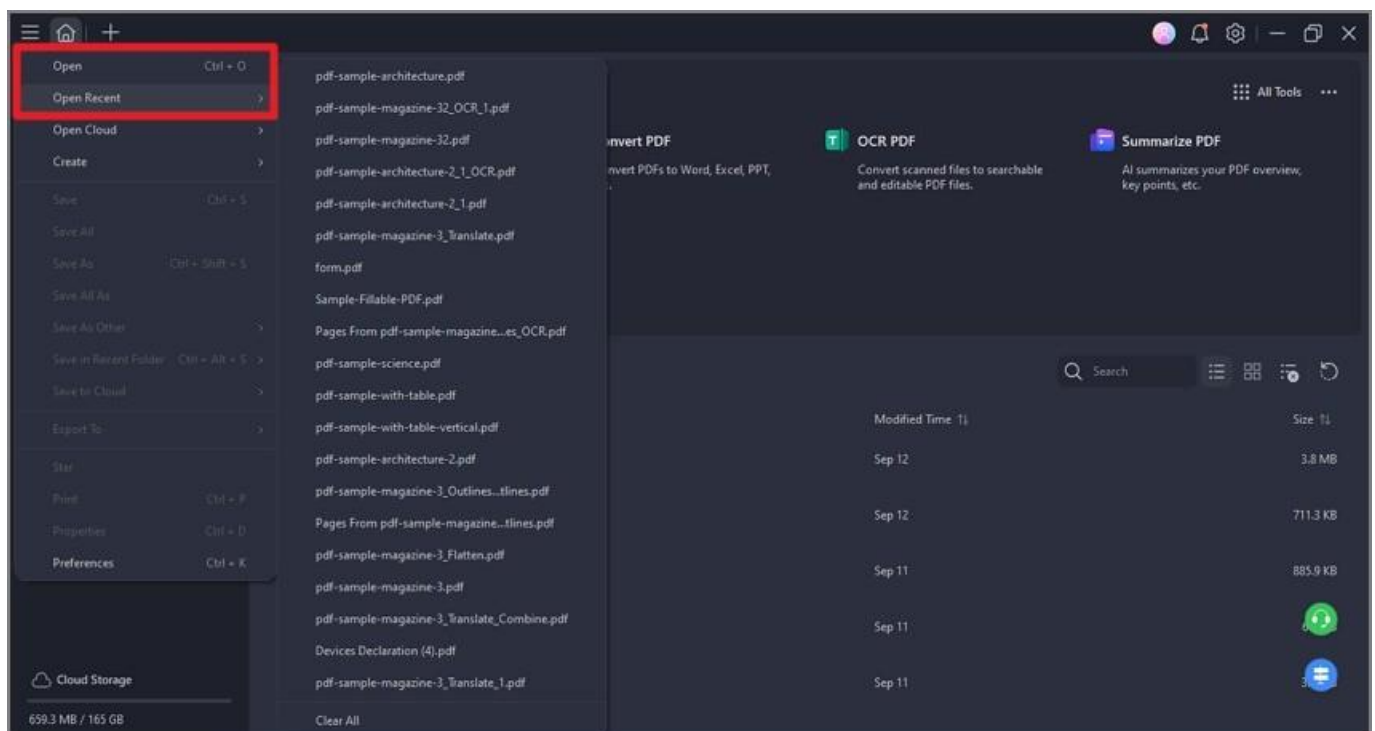 Open Ctrl + O
Open Recent
Open Cloud
Create
Save Ctrl + S
Save All
Save As Ctrl + Shift + S
Save All As
Save As Other
Save in Recent Folder Ctrl + Alt + S
Save to Cloud
Export To
Star
Print Ctrl + P
Properties Ctrl + D
Preferences Ctrl + K
Cloud Storage
659.3 MB / 165 GB
pdf-sample-architecture.pdf
pdf-sample-magazine-32_OCR_1.pdf
pdf-sample-magazine-32.pdf
pdf-sample-architecture-2_1_OCR.pdf
pdf-sample-architecture-2_1.pdf
pdf-sample-magazine-3_Translate.pdf
form.pdf
Sample-Fillable-PDF.pdf
Pages From pdf-sample-magazine...es_OCR.pdf
pdf-sample-science.pdf
pdf-sample-with-table.pdf
pdf-sample-with-table-vertical.pdf
pdf-sample-architecture-2.pdf
pdf-sample-magazine-3_Outlines...tlines.pdf
Pages From pdf-sample-magazine...tlines.pdf
pdf-sample-magazine-3_Flatten.pdf
pdf-sample-magazine-3.pdf
pdf-sample-magazine-3_Translate_Combine.pdf
Devices Declaration (4).pdf
pdf-sample-magazine-3_Translate_1.pdf
Clear All
All Tools
nvert PDF
nvert PDFs to Word, Excel, PPT,
OCR PDF
Convert scanned files to searchable
and editable PDF files.
Summarize PDF
AI summarizes your PDF overview,
key points, etc.
Search
Modified Time Size
Sep 12 3.8 MB
Sep 12 711.3 KB
Sep 11 885.9 KB
Sep 11
Sep 11